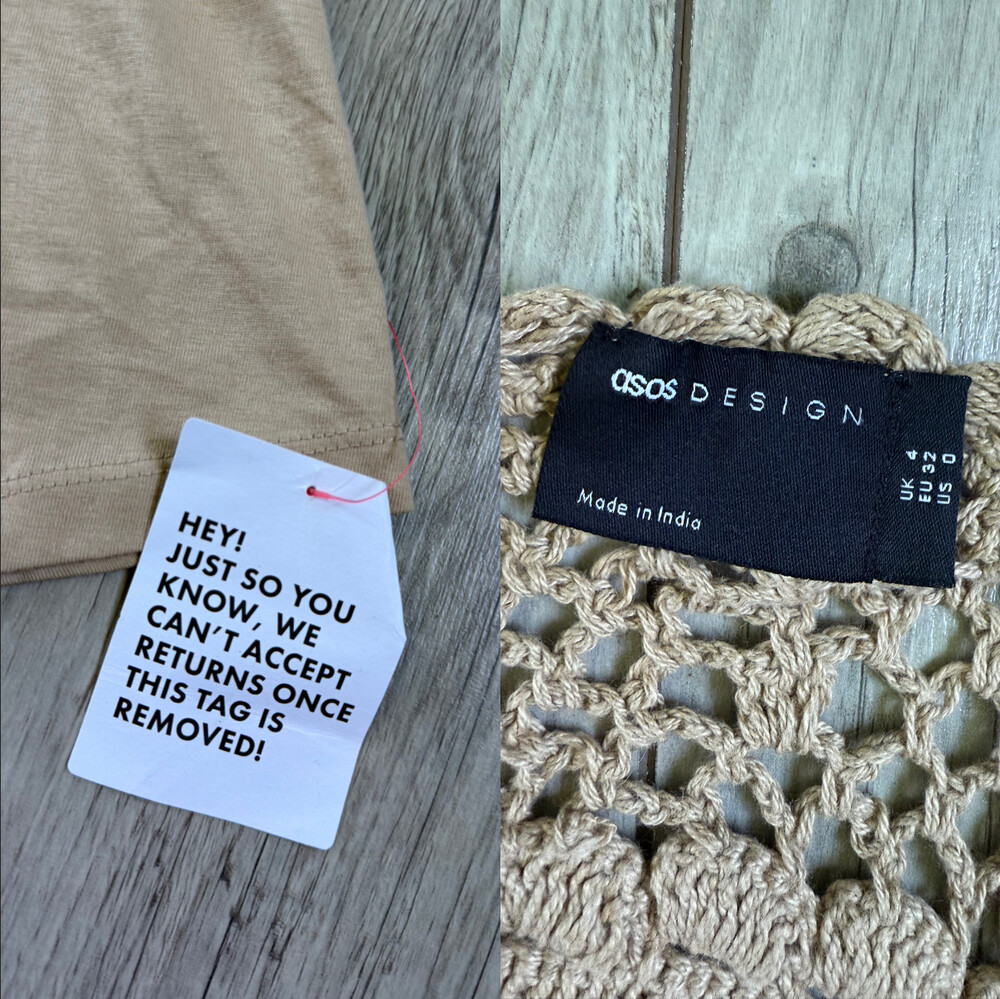 HEY!
JUST SO YOU
KNOW, WE
CAN'T ACCEPT
RETURNS ONCE
THIS TAG IS
REMOVED!
asos DESIGN
Made in India
UK 4
EU 32
US 0